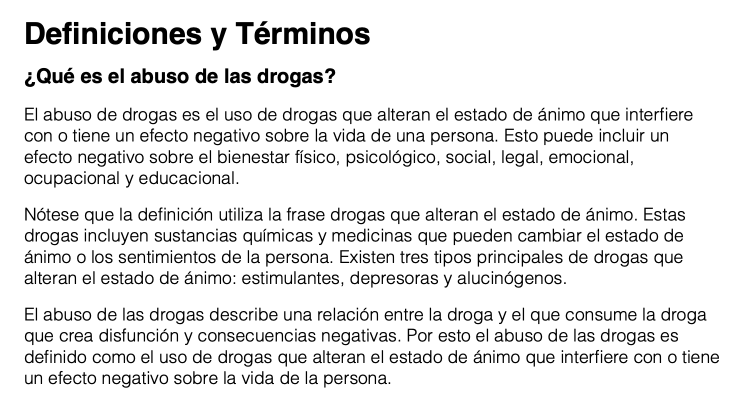 Definiciones y Términos
¿Qué es el abuso de las drogas?
El abuso de drogas es el uso de drogas que alteran el estado de ánimo que interfiere
con o tiene un efecto negativo sobre la vida de una persona. Esto puede incluir un
efecto negativo sobre el bienestar físico, psicológico, social, legal, emocional,
ocupacional y educacional.
Nótese que la definición utiliza la frase drogas que alteran el estado de ánimo. Estas
drogas incluyen sustancias químicas y medicinas que pueden cambiar el estado de
ánimo o los sentimientos de la persona. Existen tres tipos principales de drogas que
alteran el estado de ánimo: estimulantes, depresoras y alucinógenos.
El abuso de las drogas describe una relación entre la droga y el que consume la droga
que crea disfunción y consecuencias negativas. Por esto el abuso de las drogas es
definido como el uso de drogas que alteran el estado de ánimo que interfiere con o tiene
un efecto negativo sobre la vida de la persona.